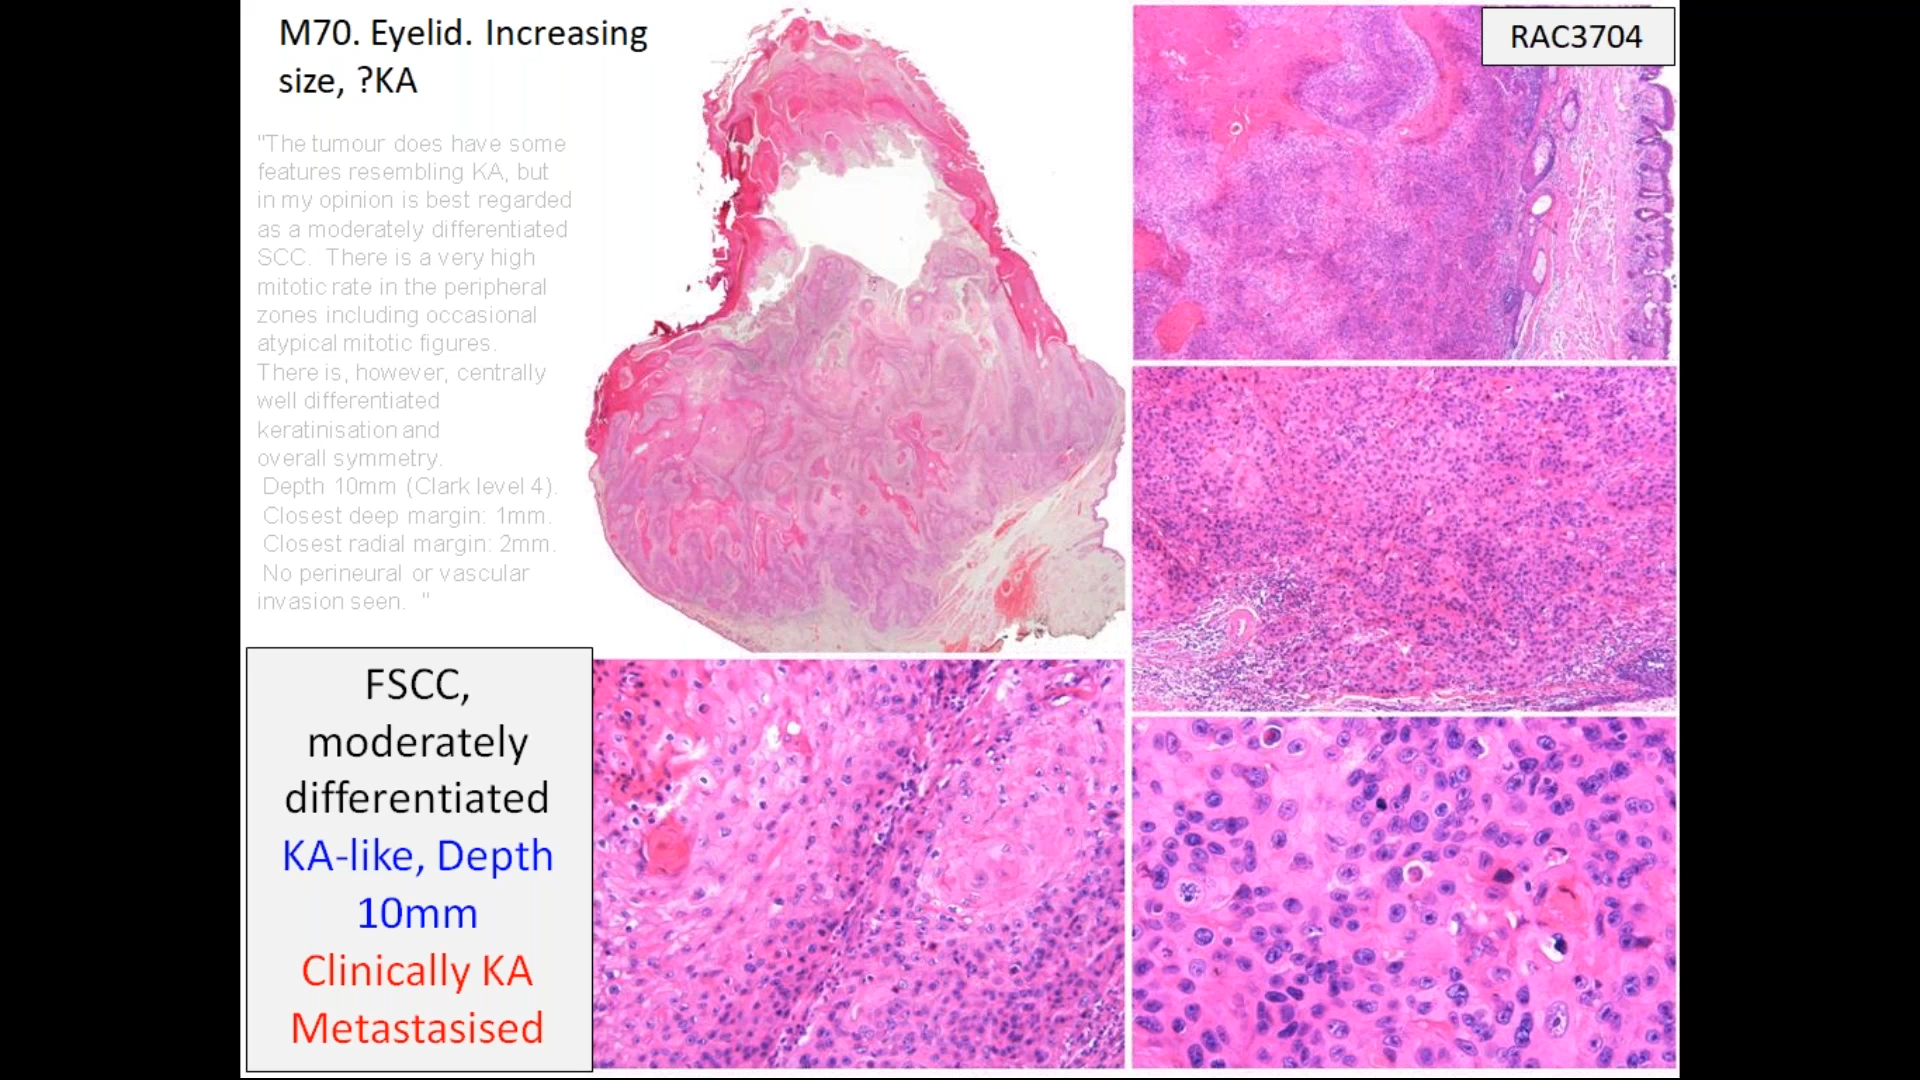 M70. Eyelid. Increasing
size, ?KA
RAC3704
"The tumour does have some
features resembling KA, but
in my opinion is best regarded
as a moderately differentiated
SCC.  There is a very high
mitotic rate in the peripheral
zones including occasional
atypical mitotic figures.
There is, however, centrally
well differentiated
keratinisation and
overall symmetry.
Depth 10mm (Clark level 4).
Closest deep margin: 1mm.
Closest radial margin: 2mm.
No perineural or vascular
invasion seen.  "
FSCC,
moderately
differentiated
KA-like, Depth
10mm
Clinically KA
Metastasised